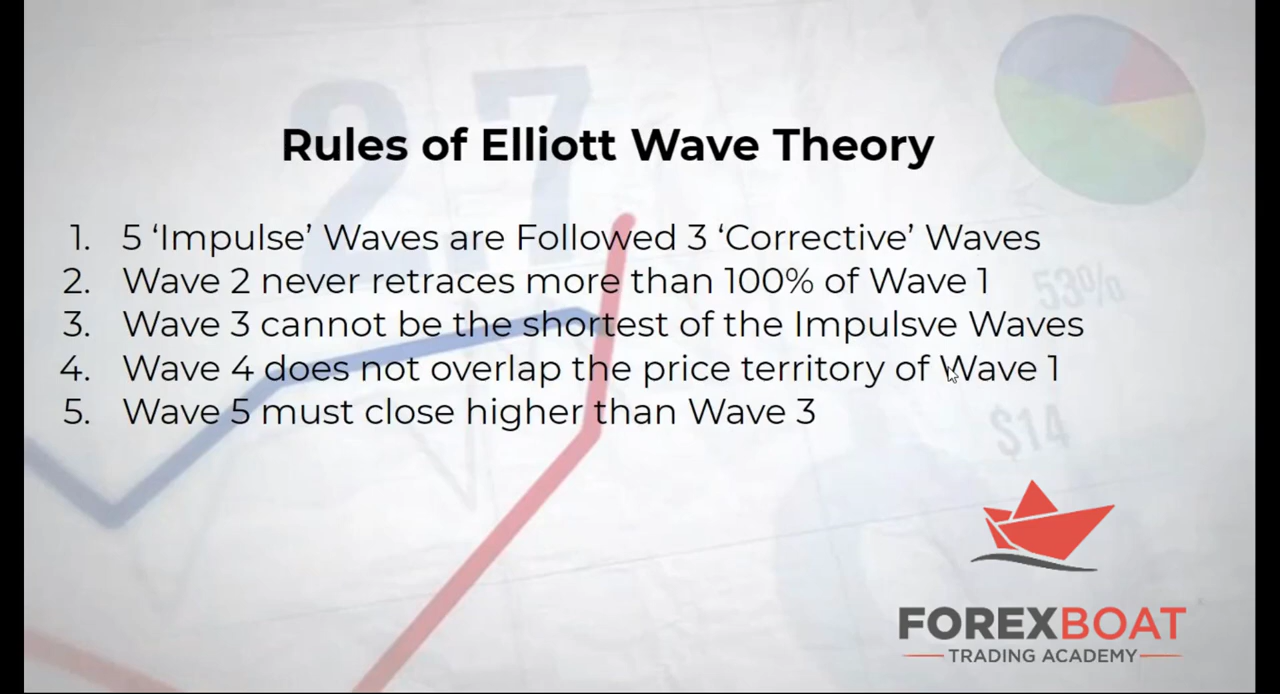 27
Rules of Elliott Wave Theory
1. 5 ‘Impulse’ Waves are Followed 3 ‘Corrective’ Waves
2. Wave 2 never retraces more than 100% of Wave 1
53%
3. Wave 3 cannot be the shortest of the Impulsve Waves
4. Wave 4 does not overlap the price territory of Wave 1
5. Wave 5 must close higher than Wave 3
$14
FOREXBOAT
TRADING ACADEMY